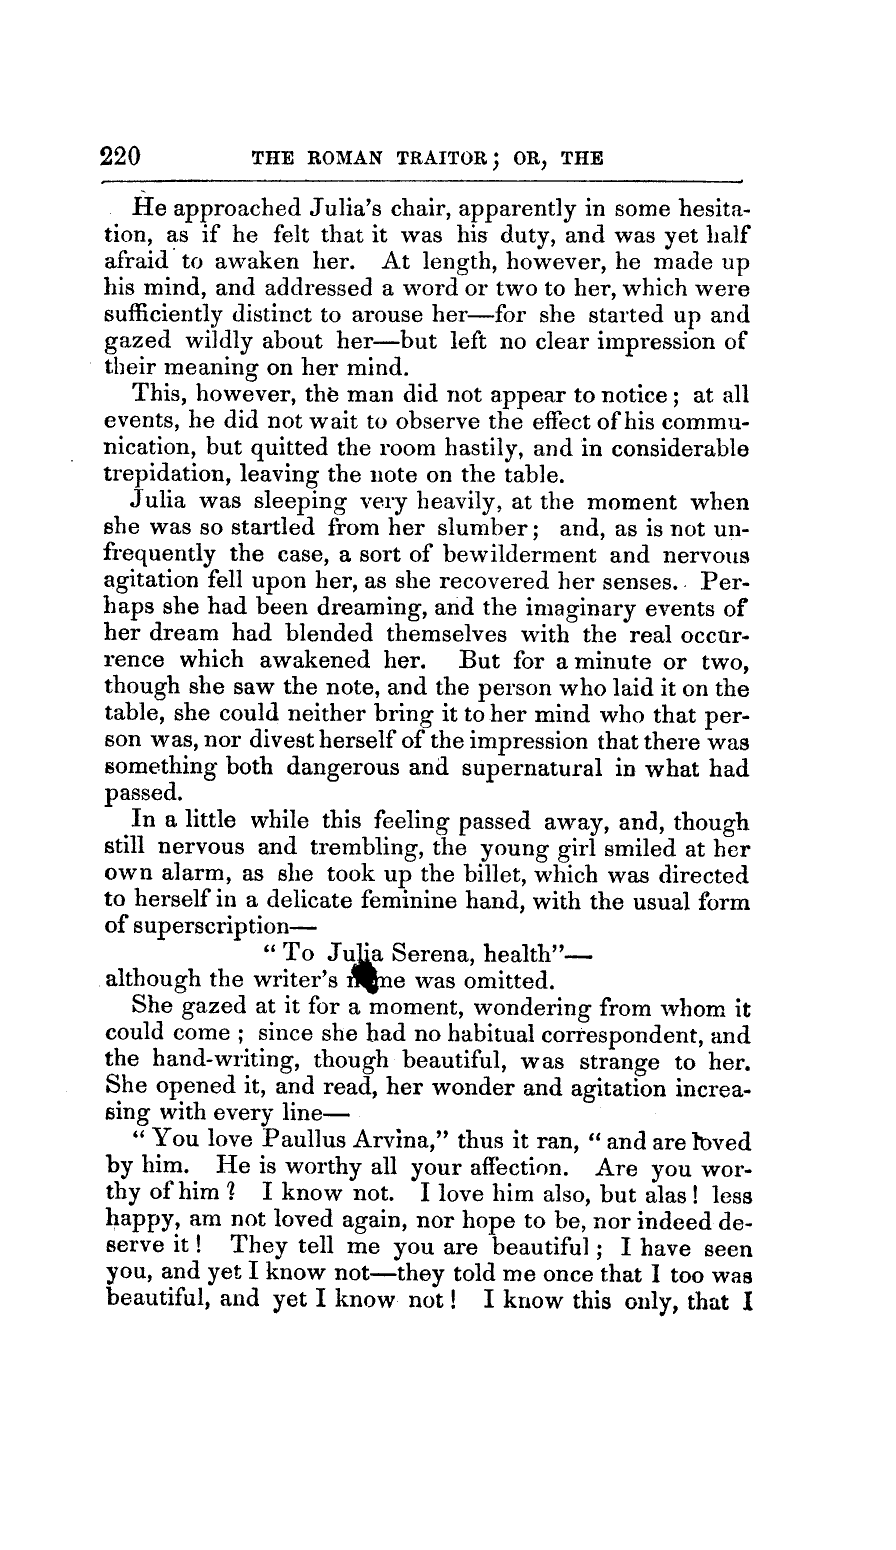 220 THE ROMAN TRAITOR; OR, THE
He approached Julia's chair, apparently in some hesita-
tion, as if he felt that it was his duty, and was yet half
afraid to awaken her. At length, however, he made up
his mind, and addressed a word or two to her, which were
sufficiently distinct to arouse her—for she started up and
gazed wildly about her—but left no clear impression of
their meaning on her mind.
This, however, the man did not appear to notice; at all
events, he did not wait to observe the effect of his commu-
nication, but quitted the room hastily, and in considerable
trepidation, leaving the note on the table.
Julia was sleeping very heavily, at the moment when
she was so startled from her slumber; and, as is not un-
frequently the case, a sort of bewilderment and nervous
agitation fell upon her, as she recovered her senses. Per-
haps she had been dreaming, and the imaginary events of
her dream had blended themselves with the real occur-
rence which awakened her. But for a minute or two,
though she saw the note, and the person who laid it on the
table, she could neither bring it to her mind who that per-
son was, nor divest herself of the impression that there was
something both dangerous and supernatural in what had
passed.
In a little while this feeling passed away, and, though
still nervous and trembling, the young girl smiled at her
own alarm, as she took up the billet, which was directed
to herself in a delicate feminine hand, with the usual form
of superscription—
"To Julia Serena, health"—
although the writer's name was omitted.
She gazed at it for a moment, wondering from whom it
could come; since she had no habitual correspondent, and
the hand-writing, though beautiful, was strange to her.
She opened it, and read, her wonder and agitation increa-
sing with every line—
"You love Paullus Arvina," thus it ran, "and are loved
by him. He is worthy all your affection. Are you wor-
thy of him? I know not. I love him also, but alas! less
happy, am not loved again, nor hope to be, nor indeed de-
serve it! They tell me you are beautiful; I have seen
you, and yet I know not—they told me once that I too was
beautiful, and yet I know not! I know this only, that I